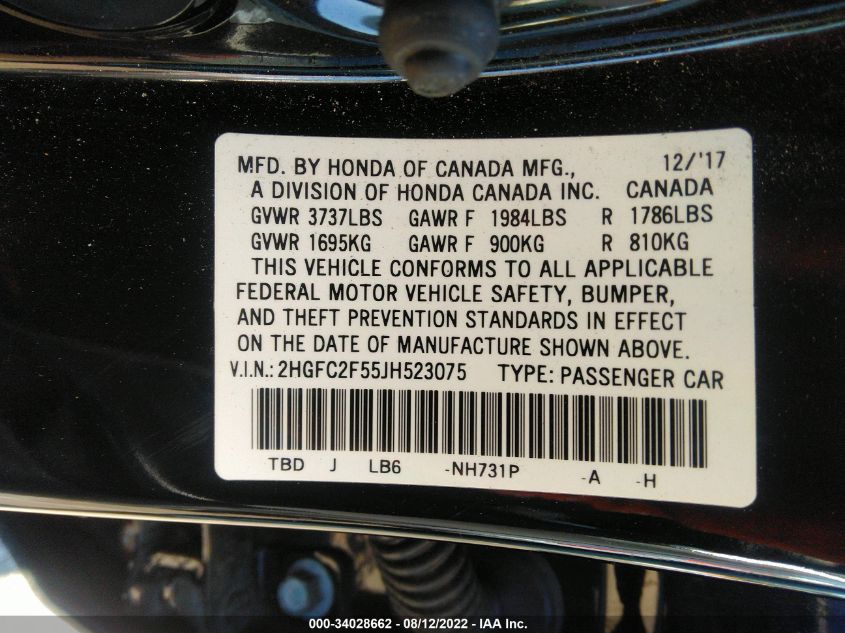 MFD. BY HONDA OF CANADA MFG., 12/'17
A DIVISION OF HONDA CANADA INC. CANADA
GVWR 3737LBS GAWR F 1984LBS R 1786LBS
GVWR 1695KG GAWR F 900KG R 810KG
THIS VEHICLE CONFORMS TO ALL APPLICABLE
FEDERAL MOTOR VEHICLE SAFETY, BUMPER,
AND THEFT PREVENTION STANDARDS IN EFFECT
ON THE DATE OF MANUFACTURE SHOWN ABOVE.
V.I.N.: 2HGFC2F55JH523075 TYPE: PASSENGER CAR
TBD J LB6 -NH731P -A -H
000-34028662 - 08/12/2022 - IAA Inc.